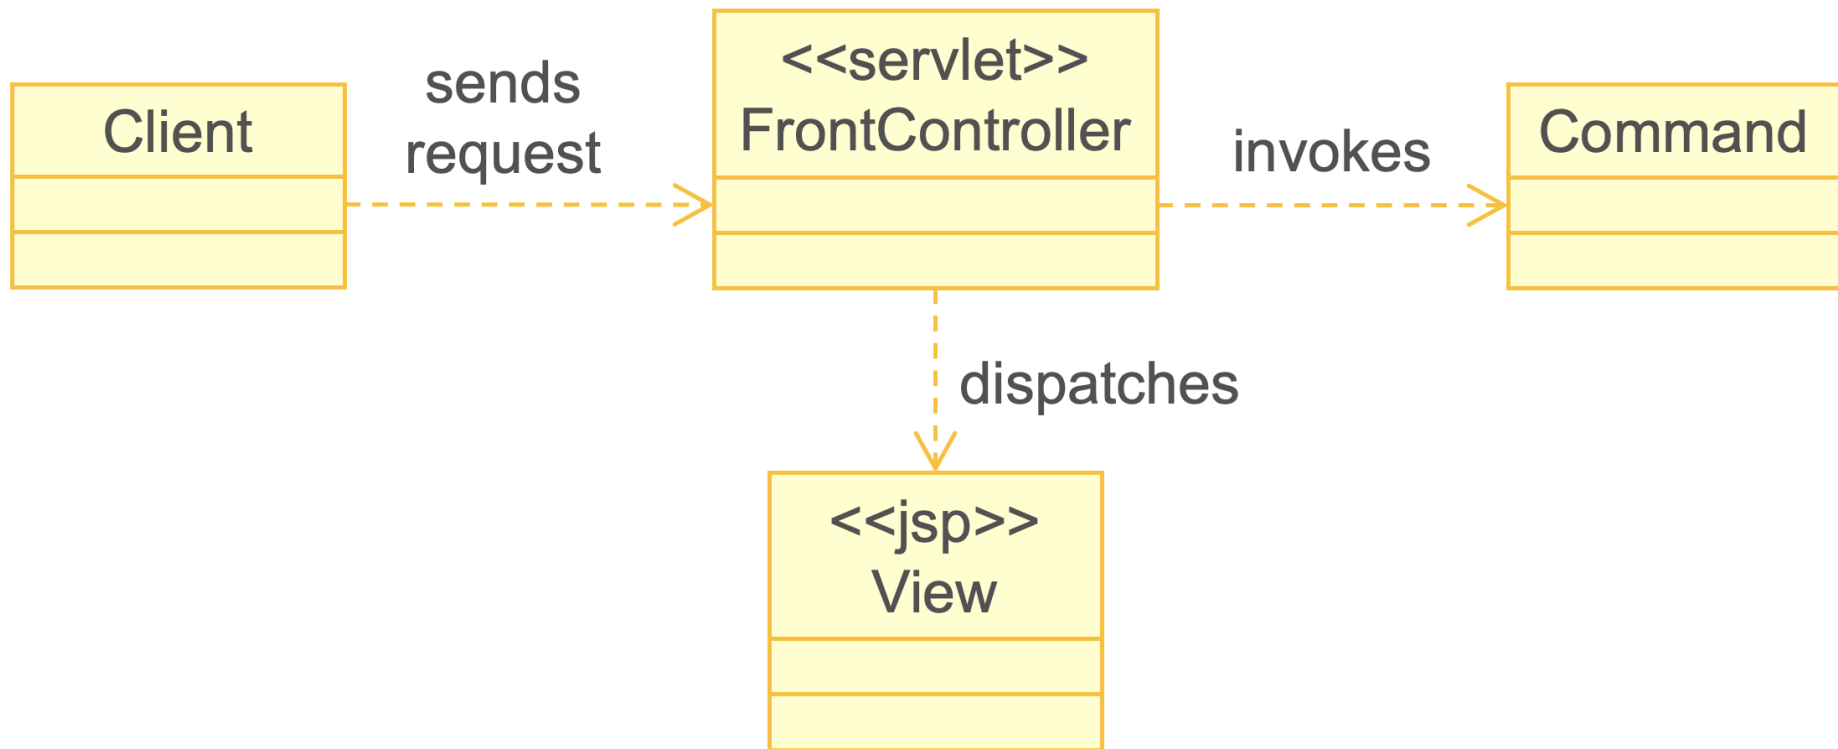 Client
sends
request
<<servlet>>
FrontController
invokes
Command
dispatches
<<jsp>>
View